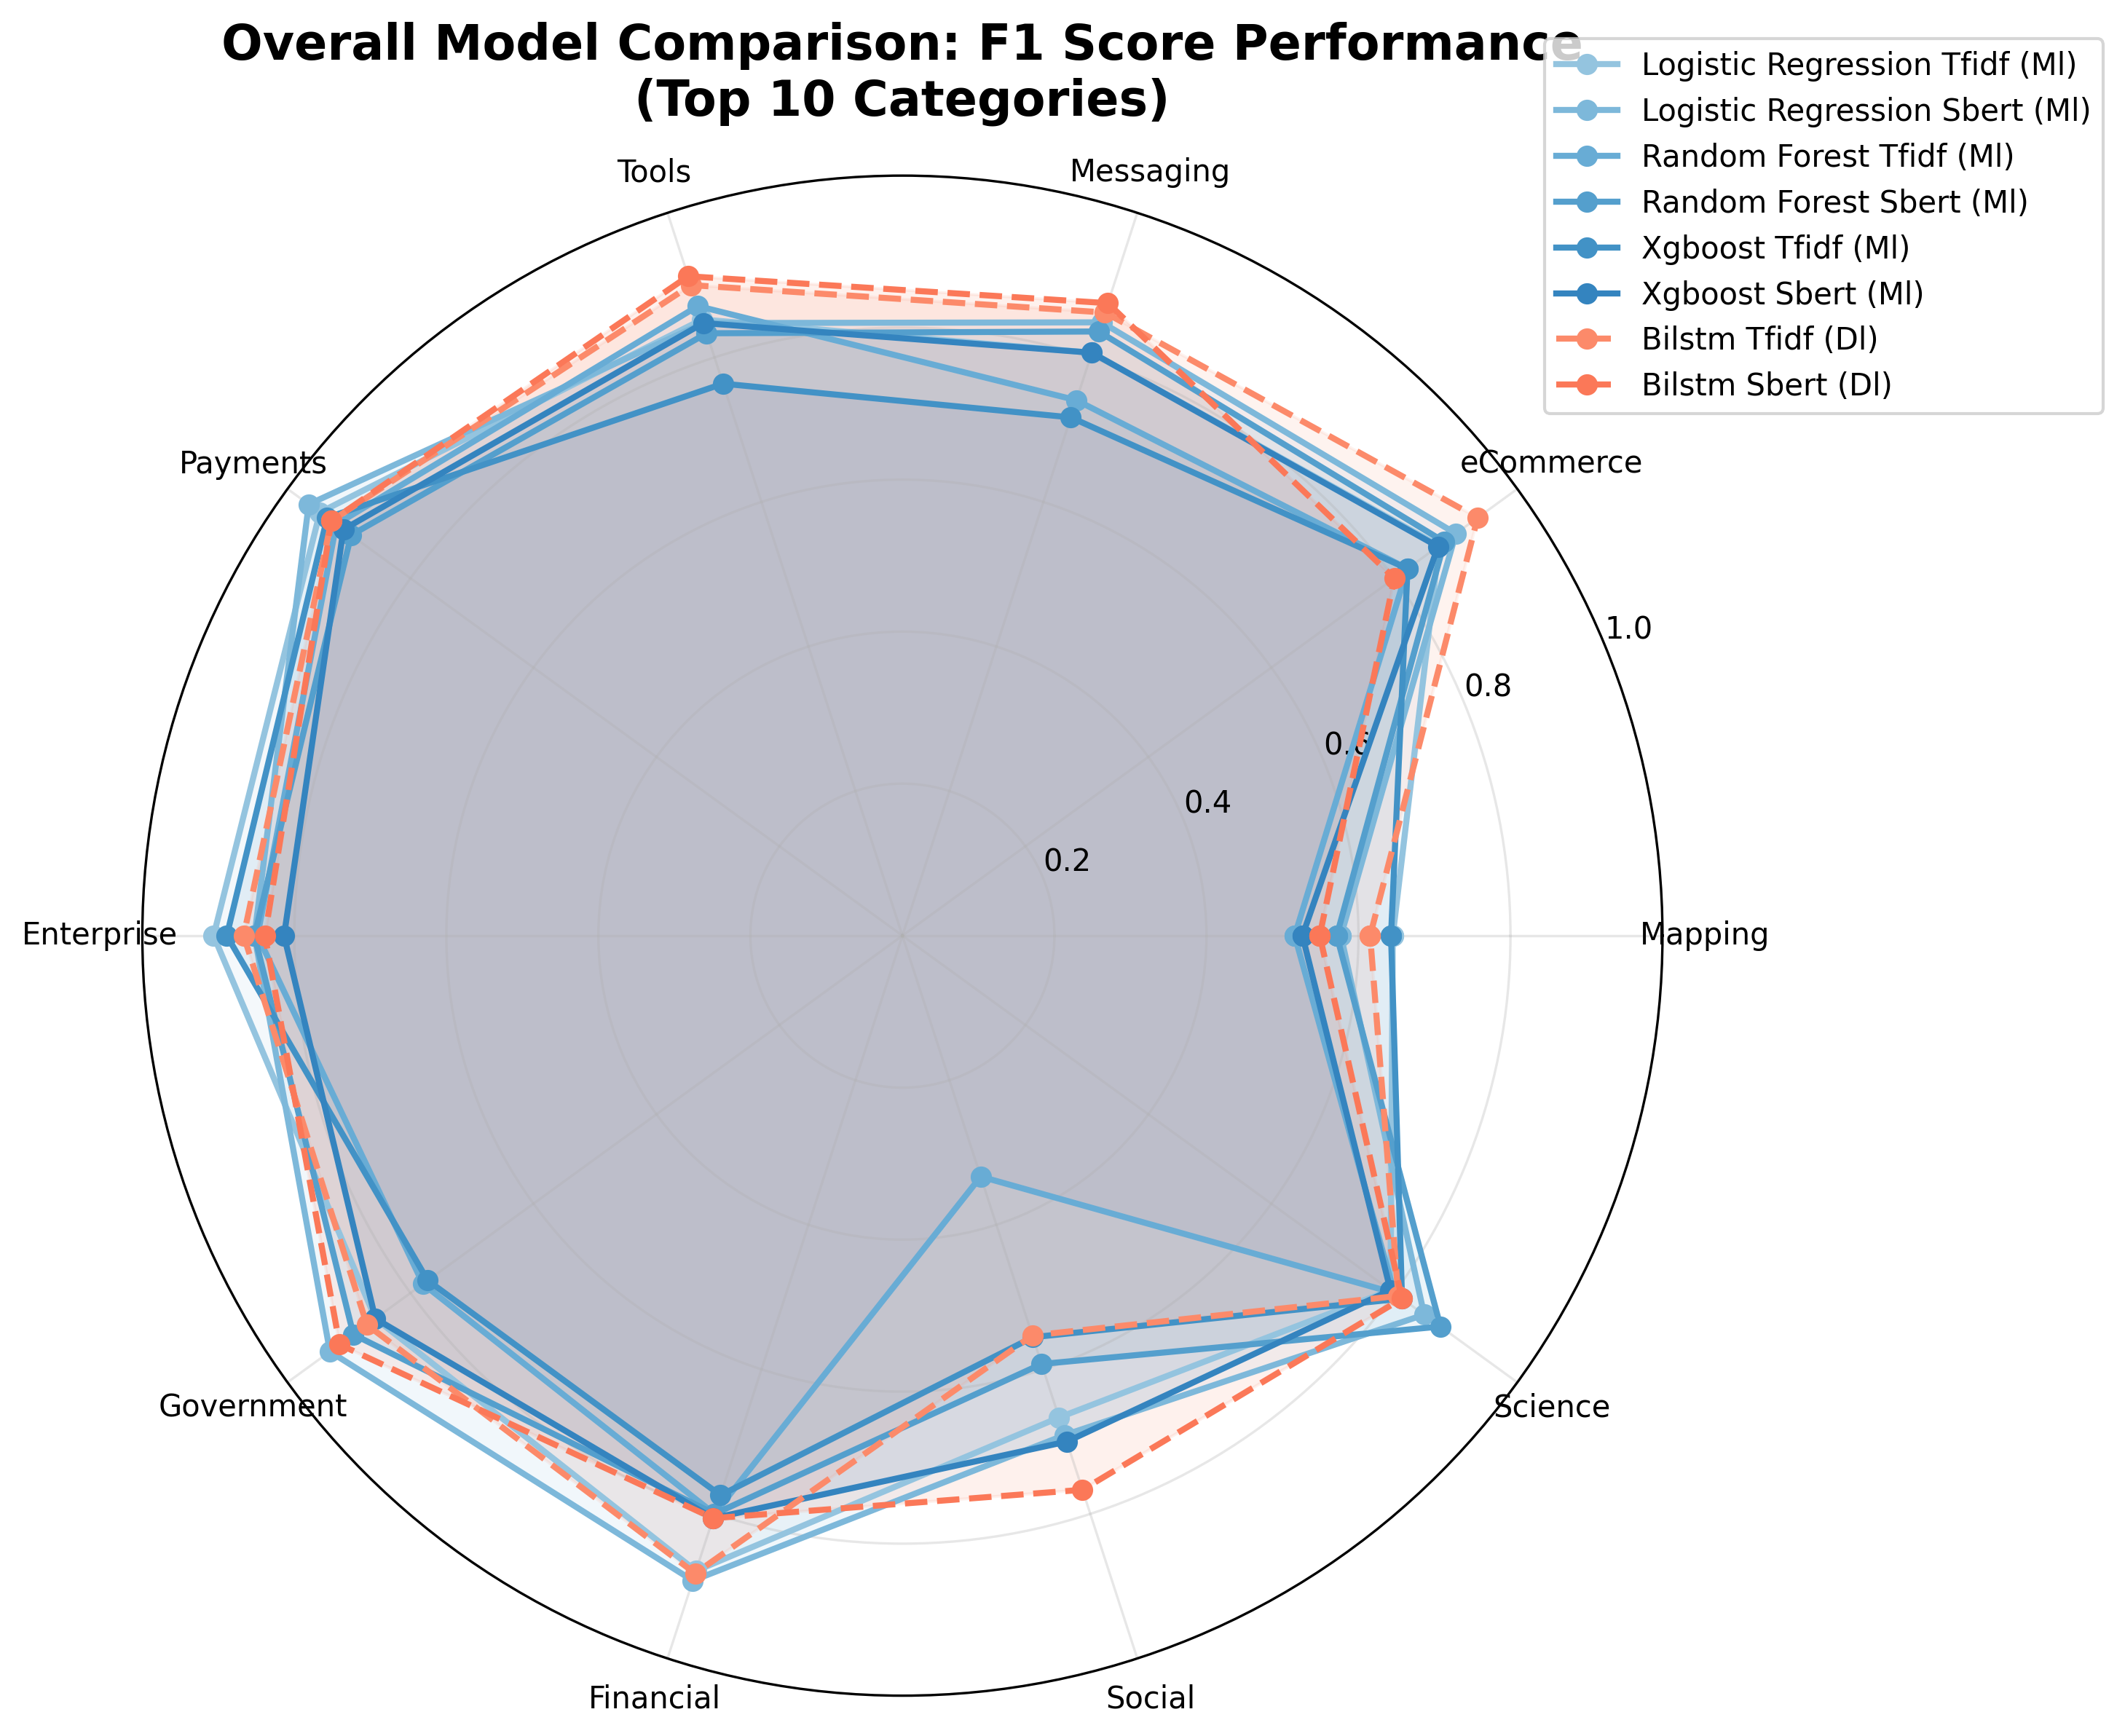 Overall Model Comparison: F1 Score Performance
(Top 10 Categories)
Logistic Regression Tfidf (Ml)
Logistic Regression Sbert (Ml)
Random Forest Tfidf (Ml)
Random Forest Sbert (Ml)
Xgboost Tfidf (Ml)
Xgboost Sbert (Ml)
Bilstm Tfidf (Dl)
Bilstm Sbert (Dl)
Tools
Messaging
Payments
eCommerce
1.0
0.8
0.6
0.4
0.2
Enterprise
Mapping
Government
Science
Financial
Social